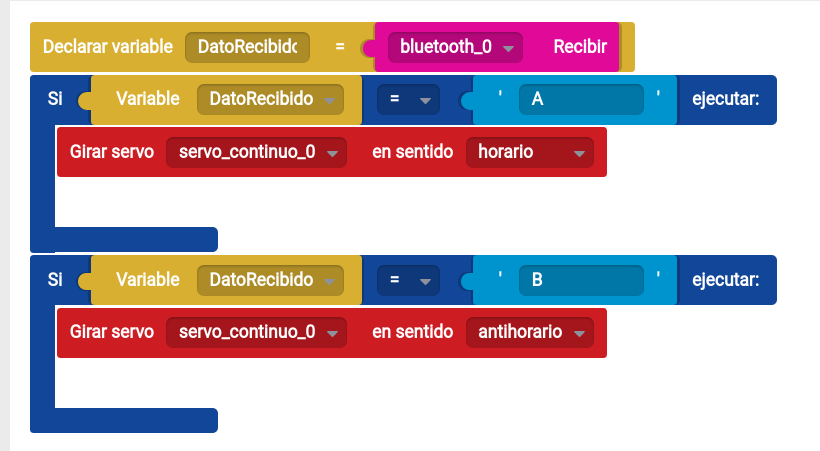 Declarar variable DatoRecibido = bluetooth_0 Recibir
Si Variable DatoRecibido = ' A ' ejecutar:
Girar servo servo_continuo_0 en sentido horario
Si Variable DatoRecibido = ' B ' ejecutar:
Girar servo servo_continuo_0 en sentido antihorario